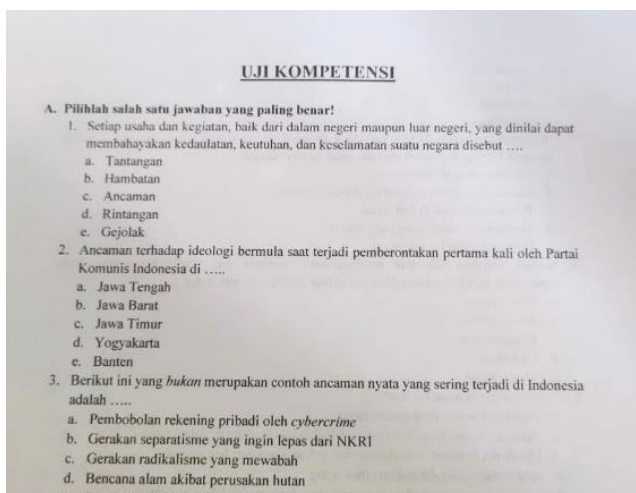 UJI KOMPETENSI
A. Pilihlah salah satu jawaban yang paling benar!
1. Setiap usaha dan kegiatan, baik dari dalam negeri maupun luar negeri, yang dinilai dapat
membahayakan kedaulatan, keutuhan, dan keselamatan suatu negara disebut ....
a. Tantangan
b. Hambatan
c. Ancaman
d. Rintangan
e. Gejolak
2. Ancaman terhadap ideologi bermula saat terjadi pemberontakan pertama kali oleh Partai
Komunis Indonesia di .....
a. Jawa Tengah
b. Jawa Barat
c. Jawa Timur
d. Yogyakarta
e. Banten
3. Berikut ini yang bukan merupakan contoh ancaman nyata yang sering terjadi di Indonesia
adalah .....
a. Pembobolan rekening pribadi oleh cybercrime
b. Gerakan separatisme yang ingin lepas dari NKRI
c. Gerakan radikalisme yang mewabah
d. Bencana alam akibat perusakan hutan